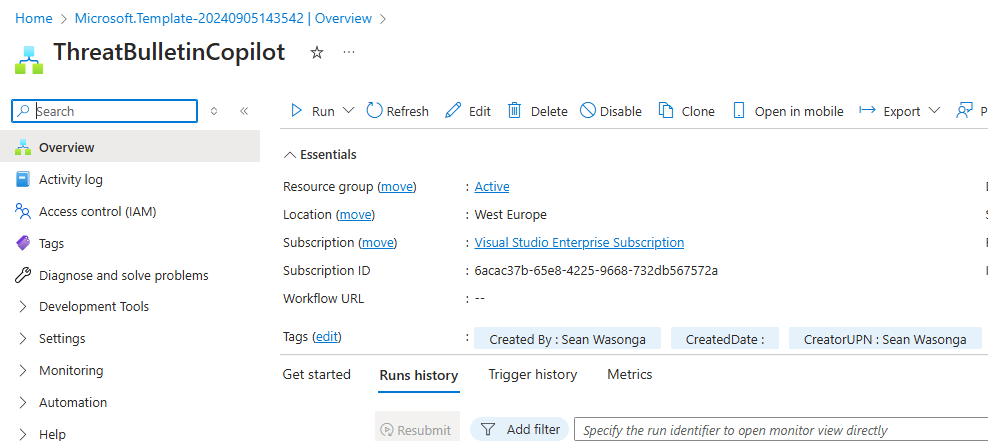 Home > Microsoft.Template-20240905143542 | Overview >
ThreatBulletinCopilot
Search
Run Refresh Edit Delete Disable Clone Open in mobile Export P
Overview
Activity log
Access control (IAM)
Tags
Diagnose and solve problems
Development Tools
Settings
Monitoring
Automation
Help
Essentials
Resource group (move) : Active
Location (move) : West Europe
Subscription (move) : Visual Studio Enterprise Subscription
Subscription ID : 6acac37b-65e8-4225-9668-732db567572a
Workflow URL : --
Tags (edit) : Created By : Sean Wasonga CreatedDate : CreatorUPN : Sean Wasonga
Get started Runs history Trigger history Metrics
Resubmit Add filter Specify the run identifier to open monitor view directly